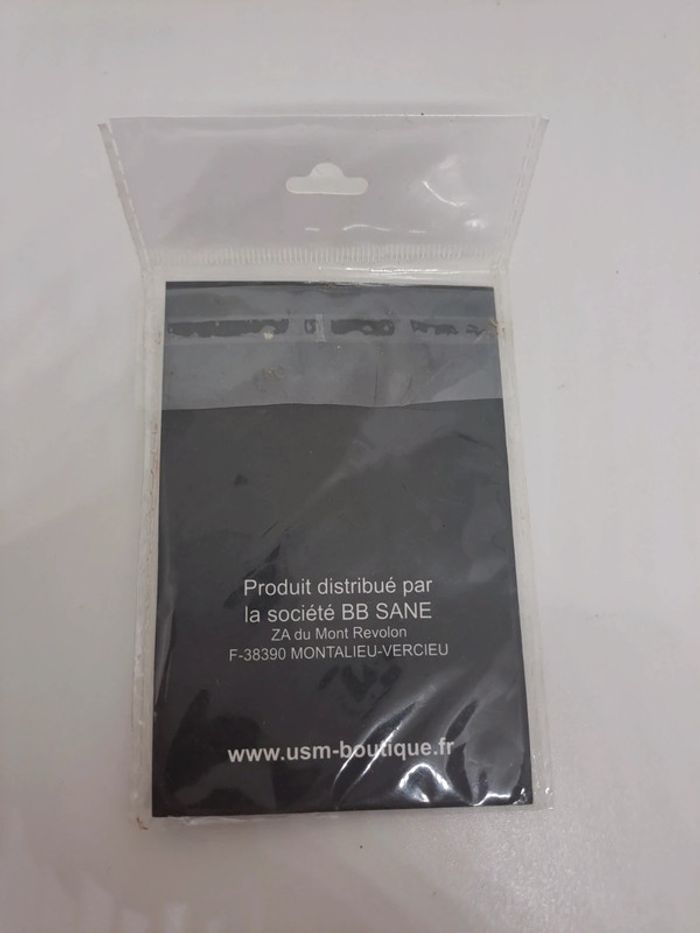 Produit distribué par
la société BB SANE
ZA du Mont Revolon
F-38390 MONTALIEU-VERCIEU
www.usm-boutique.fr